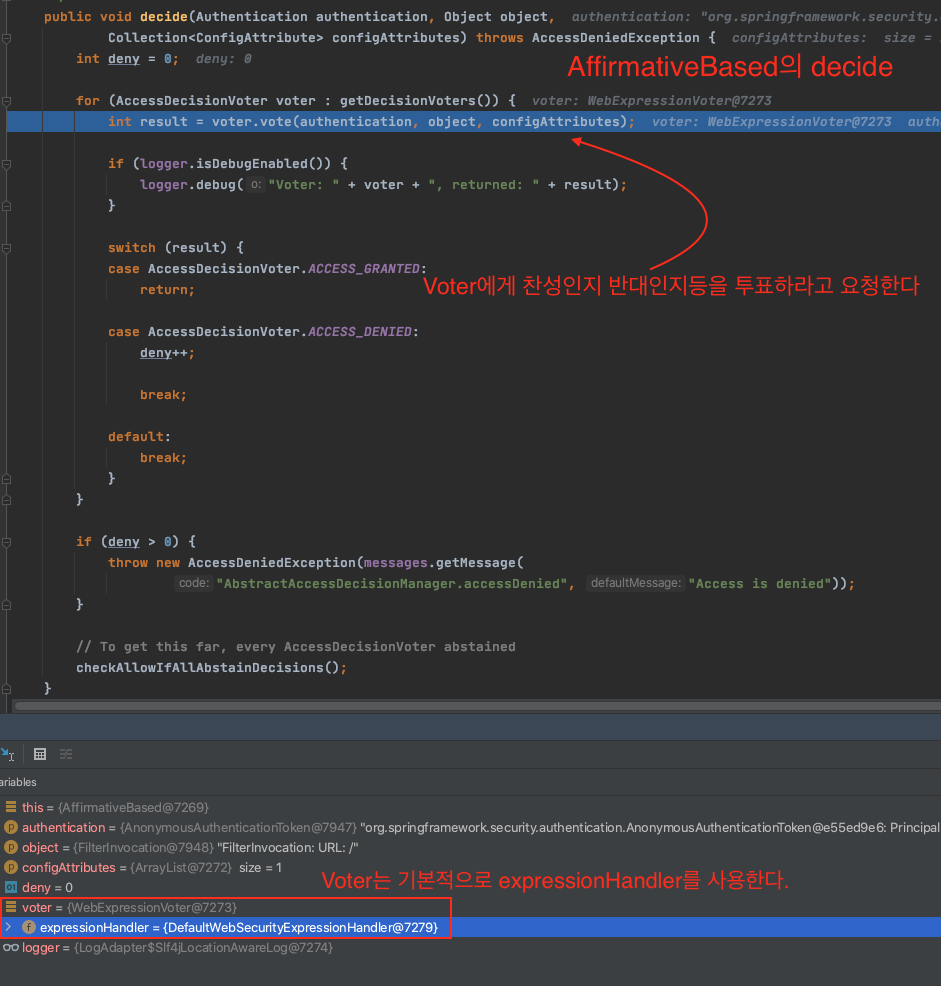 public void decide(Authentication authentication, Object object, authentication: "org.springframework.security.
Collection<ConfigAttribute> configAttributes) throws AccessDeniedException { configAttributes: size =
int deny = 0; deny: 0
AffirmativeBased의 decide
for (AccessDecisionVoter voter : getDecisionVoters()) { voter: WebExpressionVoter@7273
int result = voter.vote(authentication, object, configAttributes); voter: WebExpressionVoter@7273 auth
if (logger.isDebugEnabled()) {
logger.debug( o: "Voter: " + voter + ", returned: " + result);
}
switch (result) {
case AccessDecisionVoter.ACCESS_GRANTED:
return;
Voter에게 찬성인지 반대인지등을 투표하라고 요청한다
case AccessDecisionVoter.ACCESS_DENIED:
deny++;
break;
default:
break;
}
}
if (deny > 0) {
throw new AccessDeniedException(messages.getMessage(
code: "AbstractAccessDecisionManager.accessDenied", defaultMessage: "Access is denied"));
}
// To get this far, every AccessDecisionVoter abstained
checkAllowIfAllAbstainDecisions();
}
ariables
this = {AffirmativeBased@7269}
authentication = {AnonymousAuthenticationToken@7947} "org.springframework.security.authentication.AnonymousAuthenticationToken@e55ed9e6: Principal
object = {FilterInvocation@7948} "FilterInvocation: URL: /"
configAttributes = {ArrayList@7272} size = 1
deny = 0
Voter는 기본적으로 expressionHandler를 사용한다.
voter = {WebExpressionVoter@7273}
expressionHandler = {DefaultWebSecurityExpressionHandler@7279}
logger = {LogAdapter$Slf4jLocationAwareLog@7274}